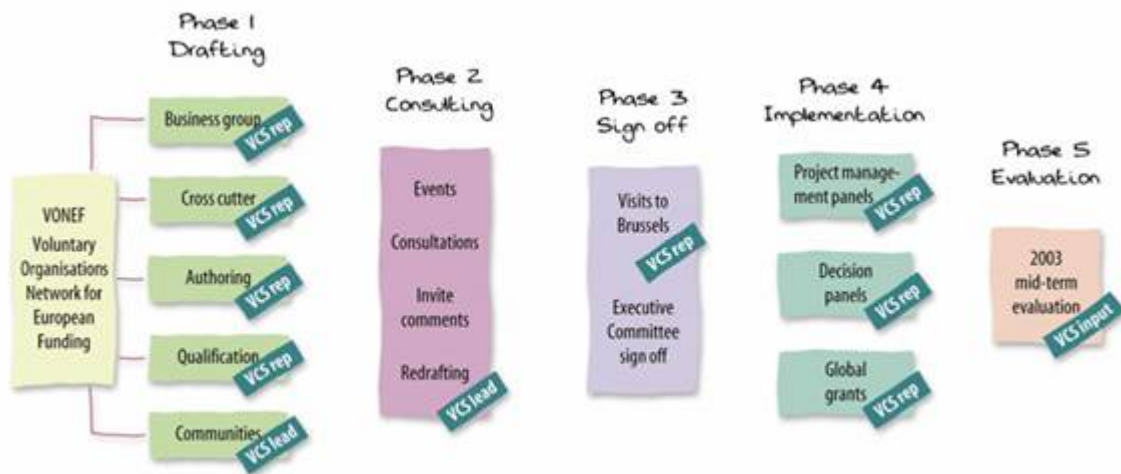 Phase 1
Drafting
Business group
VCS rep
Cross cutter
VCS rep
Authoring
VCS rep
Qualification
VCS rep
Communities
VCS lead
VONEF
Voluntary
Organisations
Network for
European
Funding
Phase 2
Consulting
Events
Consultations
Invite
comments
Redrafting
VCS lead
Phase 3
Sign off
Visits to
Brussels
VCS rep
Executive
Committee
sign off
Phase 4
Implementation
Project manage-
ment panels
VCS rep
Decision
panels
VCS rep
Global
grants
VCS rep
Phase 5
Evaluation
2003
mid-term
evaluation
VCS input